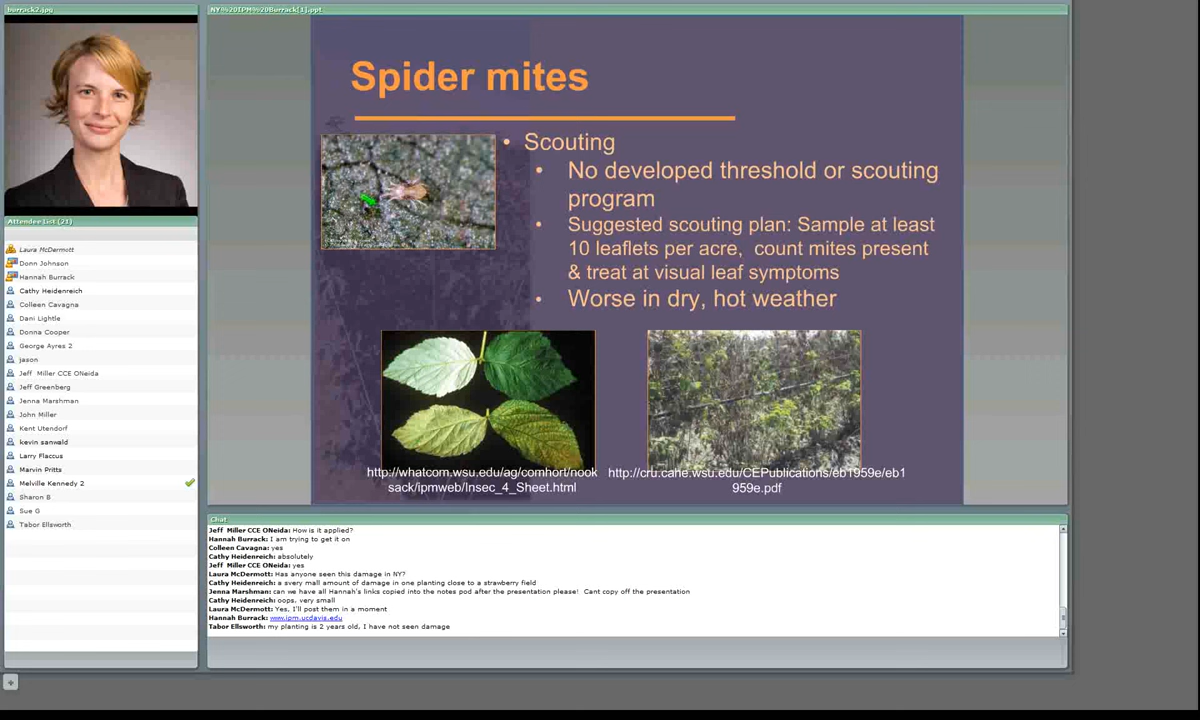 burrack2.jpg
NY%20IPM%20Burrack[1].ppt
Spider mites
• Scouting
• No developed threshold or scouting
program
• Suggested scouting plan: Sample at least
10 leaflets per acre, count mites present
& treat at visual leaf symptoms
• Worse in dry, hot weather
http://whatcom.wsu.edu/ag/comhort/nook
sack/ipmweb/Insec_4_Sheet.html
http://cru.cahe.wsu.edu/CEPublications/eb1959e/eb1
959e.pdf
Attendee List (21)
Laura McDermott
Donn Johnson
Hannah Burrack
Cathy Heidenreich
Colleen Cavagna
Dani Lightle
Donna Cooper
George Ayres 2
jason
Jeff Miller CCE ONeida
Jeff Greenberg
Jenna Marshman
John Miller
Kent Utendorf
kevin sanwald
Larry Flaccus
Marvin Pritts
Melville Kennedy 2
Sharon B
Sue G
Tabor Ellsworth
Chat
Jeff Miller CCE ONeida: How is it applied?
Hannah Burrack: I am trying to get it on
Colleen Cavagna: yes
Cathy Heidenreich: absolutely
Jeff Miller CCE ONeida: yes
Laura McDermott: Has anyone seen this damage in NY?
Cathy Heidenreich: a svery mall amount of damage in one planting close to a strawberry field
Jenna Marshman: can we have all Hannah's links copied into the notes pod after the presentation please! Cant copy off the presentation
Cathy Heidenreich: oops, very small
Laura McDermott: Yes, I'll post them in a moment
Hannah Burrack: www.ipm.ucdavis.edu
Tabor Ellsworth: my planting is 2 years old, I have not seen damage